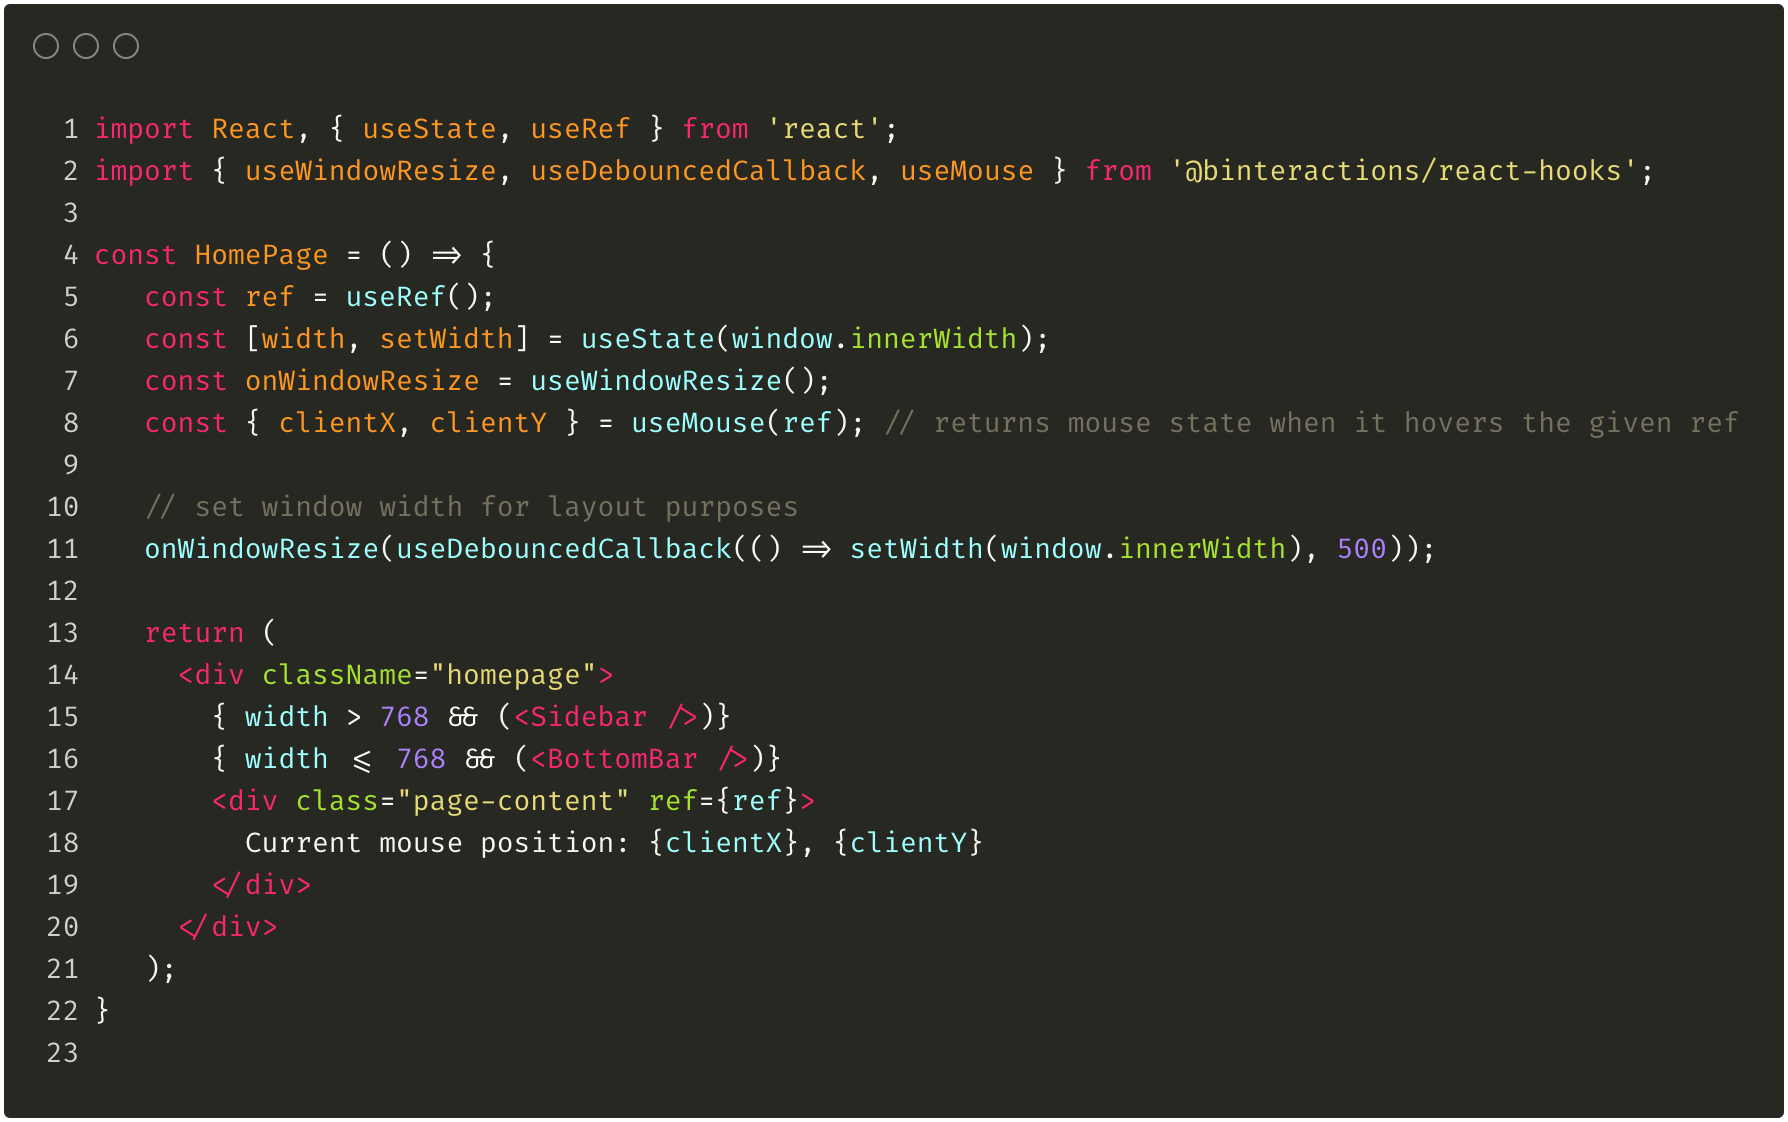 1 import React, { useState, useRef } from 'react';
2 import { useWindowResize, useDebouncedCallback, useMouse } from '@binteractions/react-hooks';
3
4 const HomePage = () => {
5    const ref = useRef();
6    const [width, setWidth] = useState(window.innerWidth);
7    const onWindowResize = useWindowResize();
8    const { clientX, clientY } = useMouse(ref); // returns mouse state when it hovers the given ref
9
10    // set window width for layout purposes
11    onWindowResize(useDebouncedCallback(() => setWidth(window.innerWidth), 500));
12
13    return (
14      <div className="homepage">
15        { width > 768 && (<Sidebar />)}
16        { width <= 768 && (<BottomBar />)}
17        <div class="page-content" ref={ref}>
18          Current mouse position: {clientX}, {clientY}
19        </div>
20      </div>
21    );
22 }
23